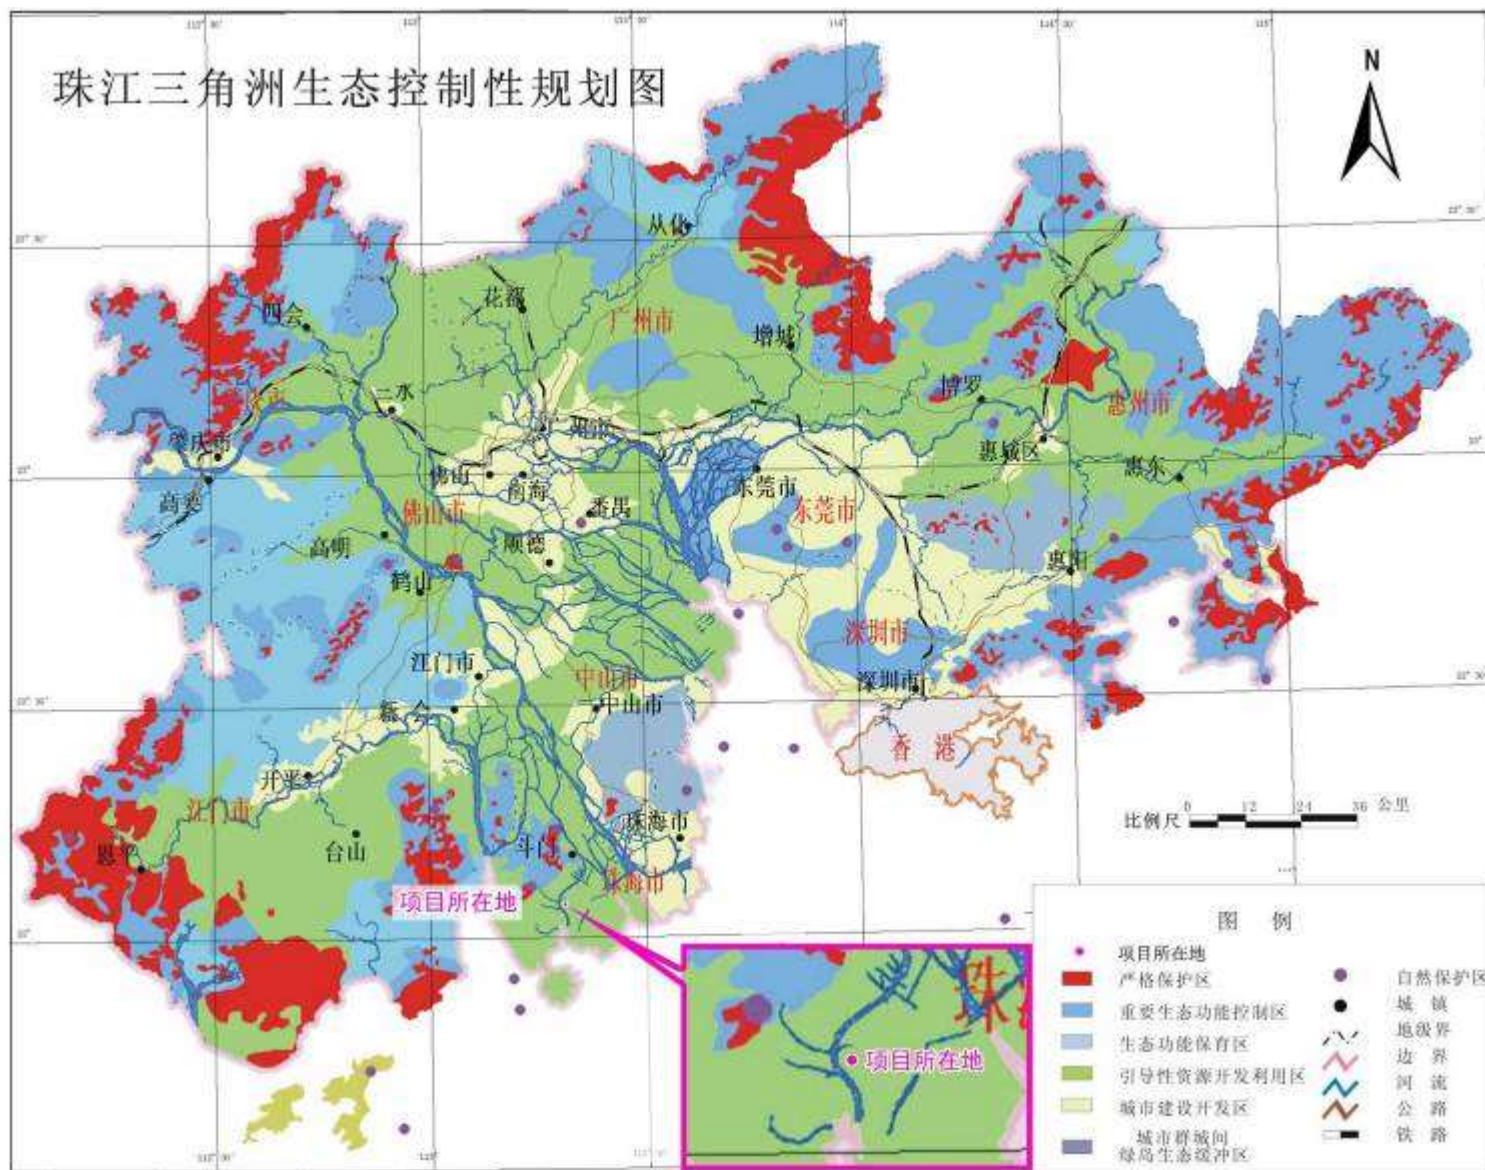 珠江三角洲生态控制性规划图
N
从化
四会
花都
广州市
增城
三水
博罗
惠州市
肇庆市
惠城区
惠东
佛山
南海
东莞市
高要
番禺
佛山市
东莞市
高明
顺德
惠阳
鹤山
深圳市
江门市
中山市
深圳市
中山市
新会
香港
开平
江门市
珠海市
恩平
台山
斗门
珠海市
项目所在地
比例尺 0 12 24 36 公里
项目所在地
图例
项目所在地
严格保护区
重要生态功能控制区
生态功能保育区
引导性资源开发利用区
城市建设开发区
城市群城间
绿岛生态缓冲区
自然保护区
城镇
地级界
边界
河流
公路
铁路